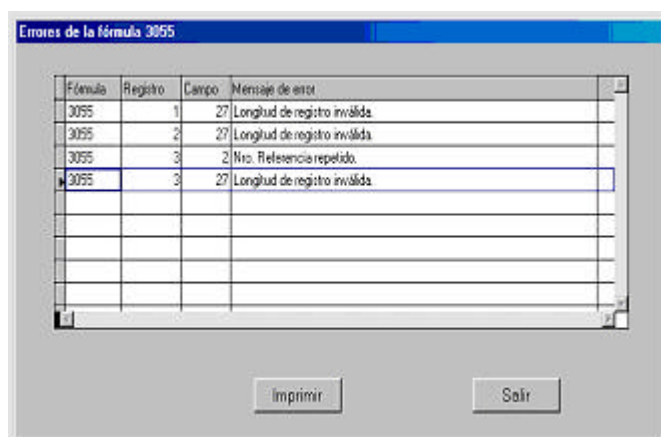 Errores de la fórmula 3055
Fórmula Registro Campo Mensaje de error
3055 1 27 Longitud de registro inválida.
3055 2 27 Longitud de registro inválida.
3055 3 2 Nro. Referencia repetido.
3055 3 27 Longitud de registro inválida.
Imprimir Salir